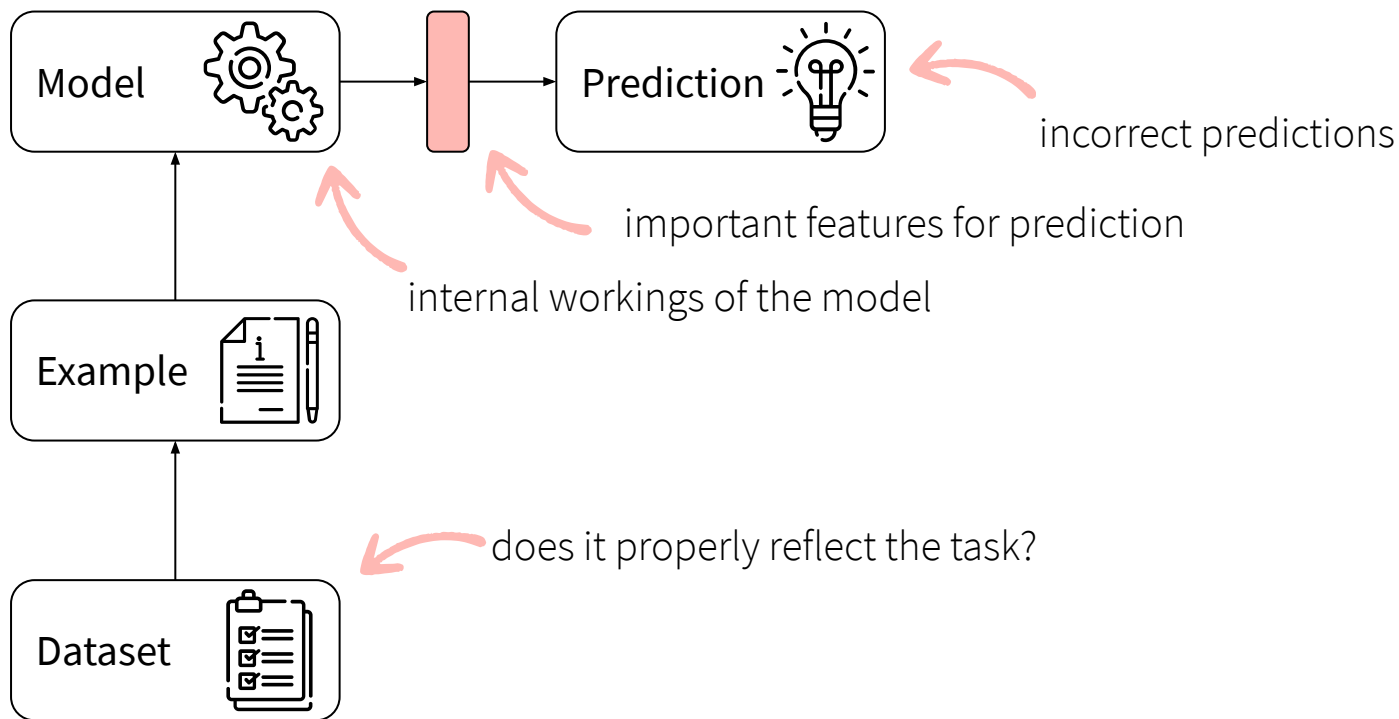 Model
Prediction
incorrect predictions
important features for prediction
internal workings of the model
Example
i
does it properly reflect the task?
Dataset